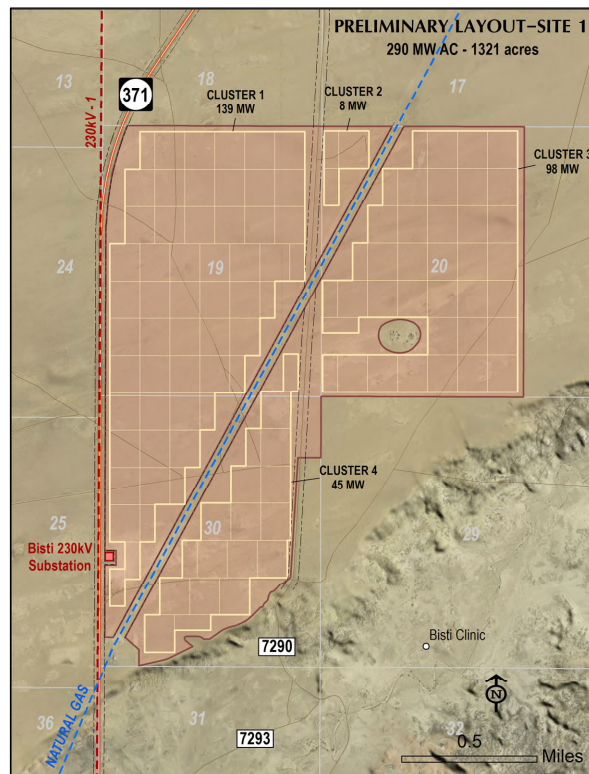 PRELIMINARY LAYOUT–SITE 1
290 MW AC - 1321 acres
13
18
17
371
230kV - 1
CLUSTER 1
139 MW
CLUSTER 2
8 MW
CLUSTER 3
98 MW
24
19
20
CLUSTER 4
45 MW
25
30
29
Bisti 230kV
Substation
Bisti Clinic
7290
N
NATURAL GAS
36
31
32
7293
0.5
Miles